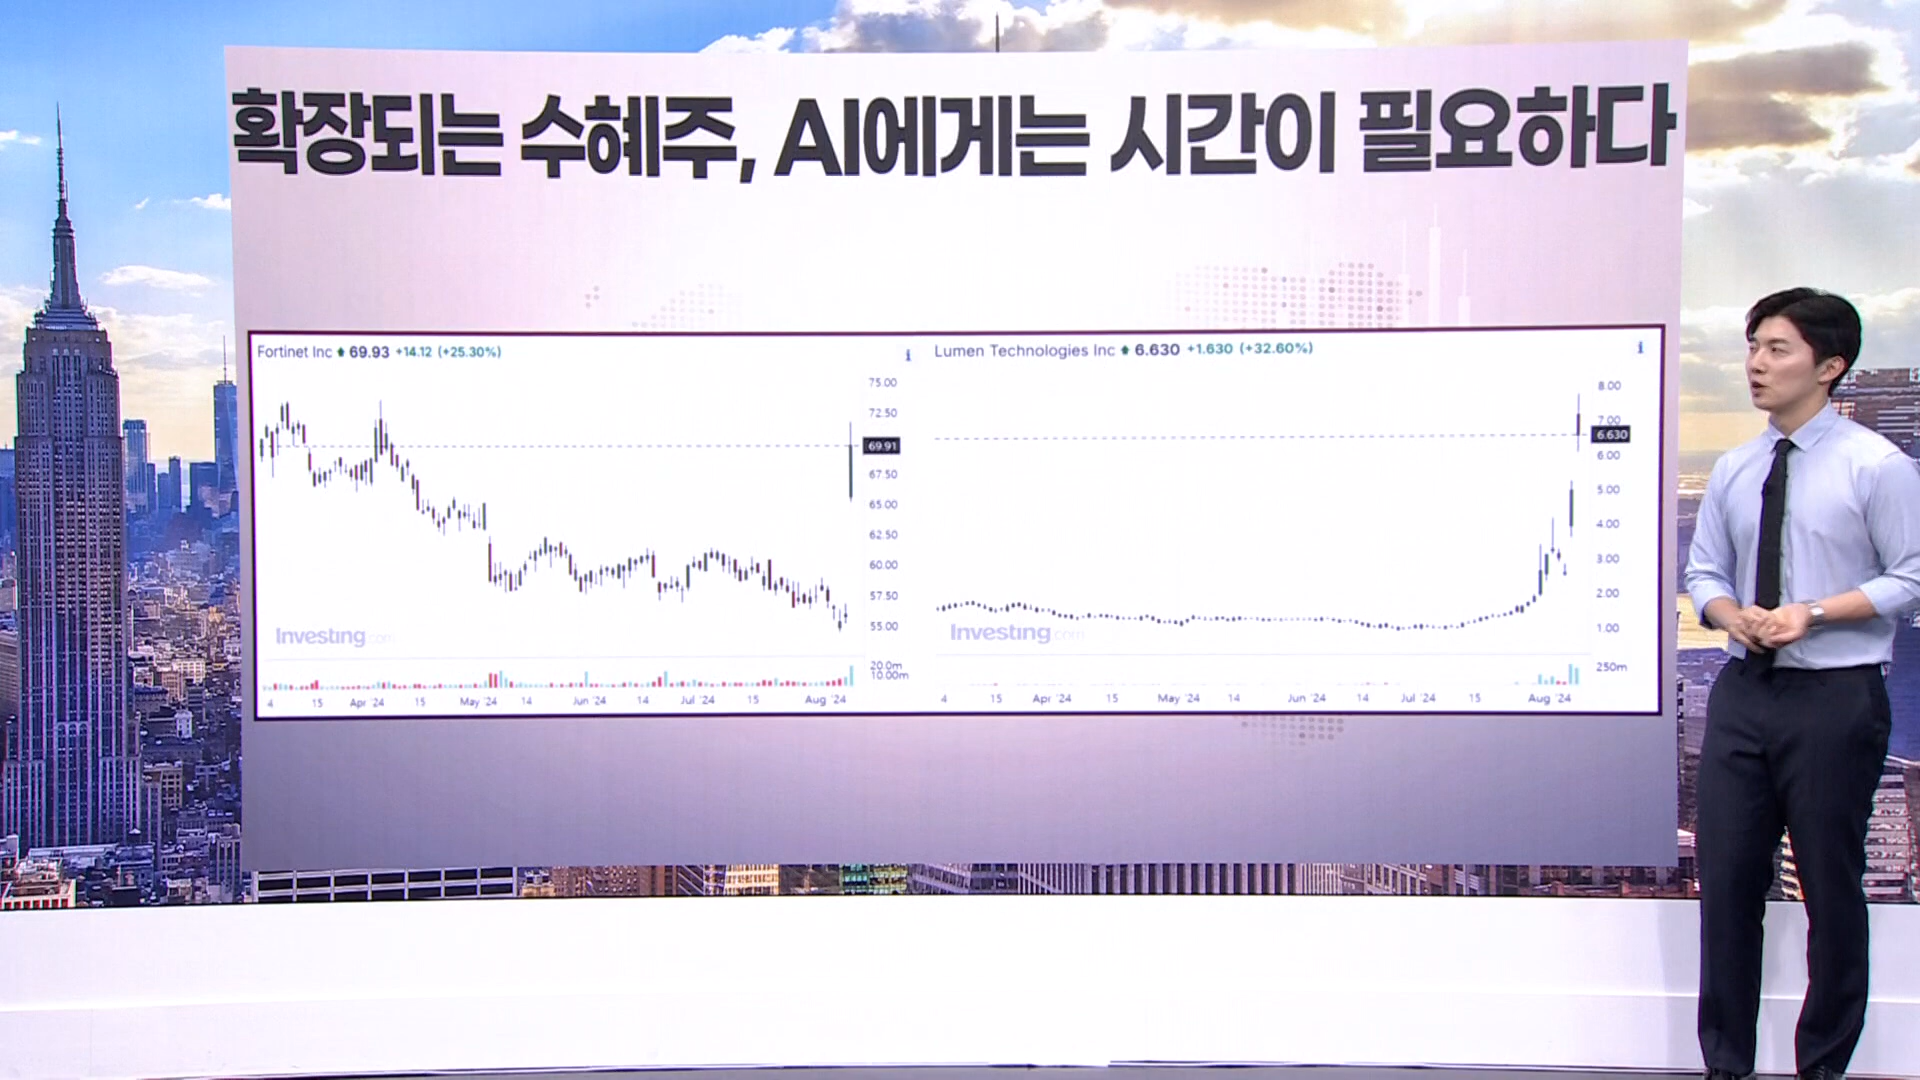 확장되는 수혜주, AI에게는 시간이 필요하다
Fortinet Inc 69.93 +14.12 (+25.30%)
i
75.00
72.50
69.91
67.50
65.00
62.50
60.00
57.50
55.00
20.0m
10.00m
Investing.com
4 15 Apr '24 15 May '24 14 Jun '24 14 Jul '24 15 Aug '24
Lumen Technologies Inc 6.630 +1.630 (+32.60%)
i
8.00
7.00
6.630
6.00
5.00
4.00
3.00
2.00
1.00
250m
Investing.com
4 15 Apr '24 15 May '24 14 Jun '24 14 Jul '24 15 Aug '24